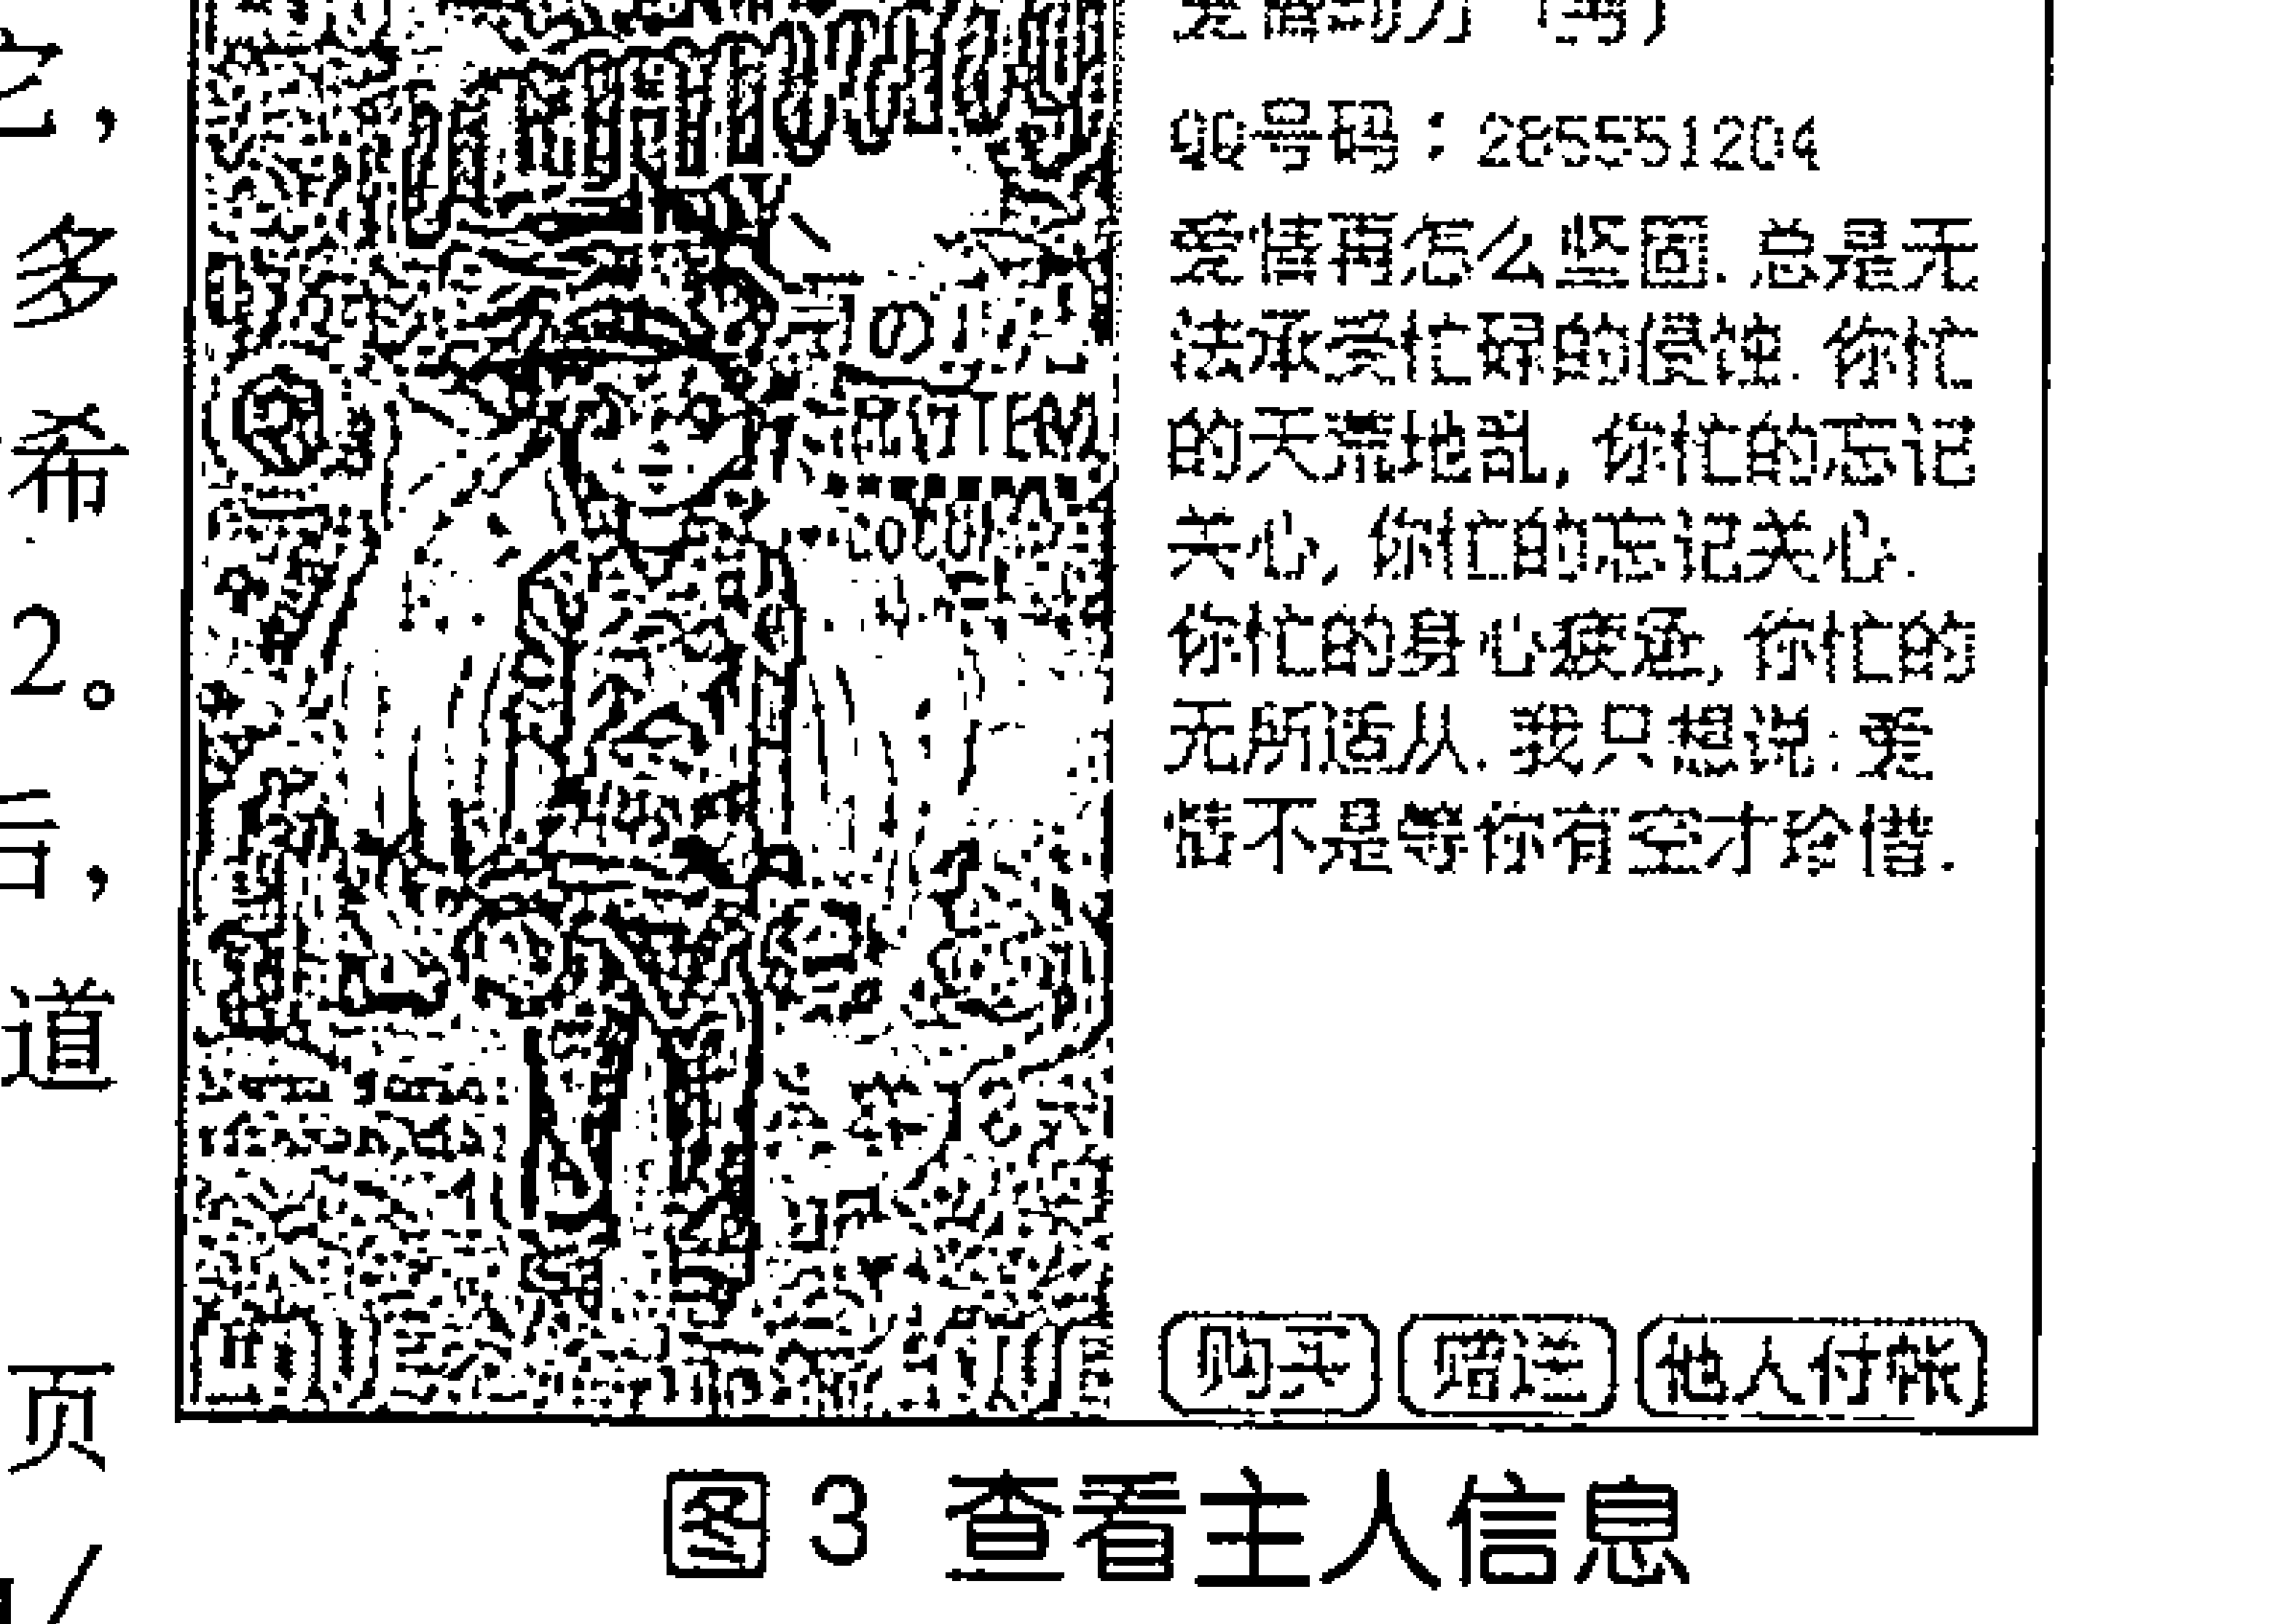 它，
多
希
2。
后，
道
页
QQ号码：285551204
爱情再怎么坚固.总是无
法承受忙碌的侵蚀.你忙
的天荒地乱,你忙的忘记
关心,你忙的忘记关心.
你忙的身心疲惫,你忙的
无所适从.我只想说:爱
情不是等你有空才珍惜.
购买 赠送 他人付帐
图 3 查看主人信息